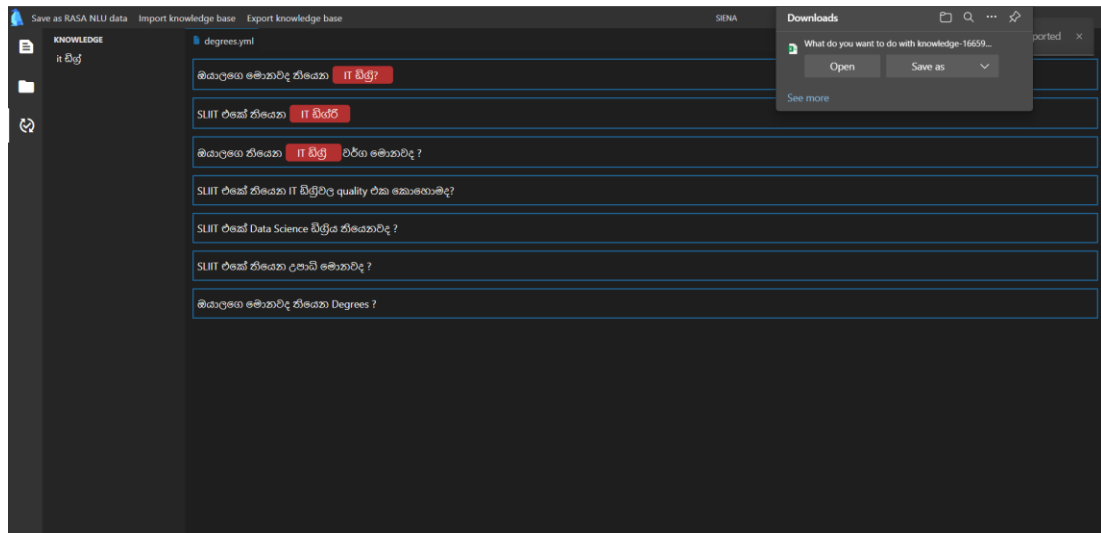 Save as RASA NLU data Import knowledge base Export knowledge base
SIENA
Downloads
What do you want to do with knowledge-16659...
Open
Save as
See more
ported ×
KNOWLEDGE
it ඩිග්‍රි
degrees.yml
ඔයාලගෙ මොනවද තියෙන IT ඩිග්‍රි?
SLIIT එකේ තියෙන IT ඩිග්රී
ඔයාලගෙ තියෙන IT ඩිග්‍රි වර්ග මොනවද ?
SLIIT එකේ තියෙන IT ඩිග්‍රිවල quality එක කොහොමද?
SLIIT එකේ Data Science ඩිග්‍රිය තියෙනවද ?
SLIIT එකේ තියෙන උපාධි මොනවද ?
ඔයාලගෙ මොනවද තියෙන Degrees ?